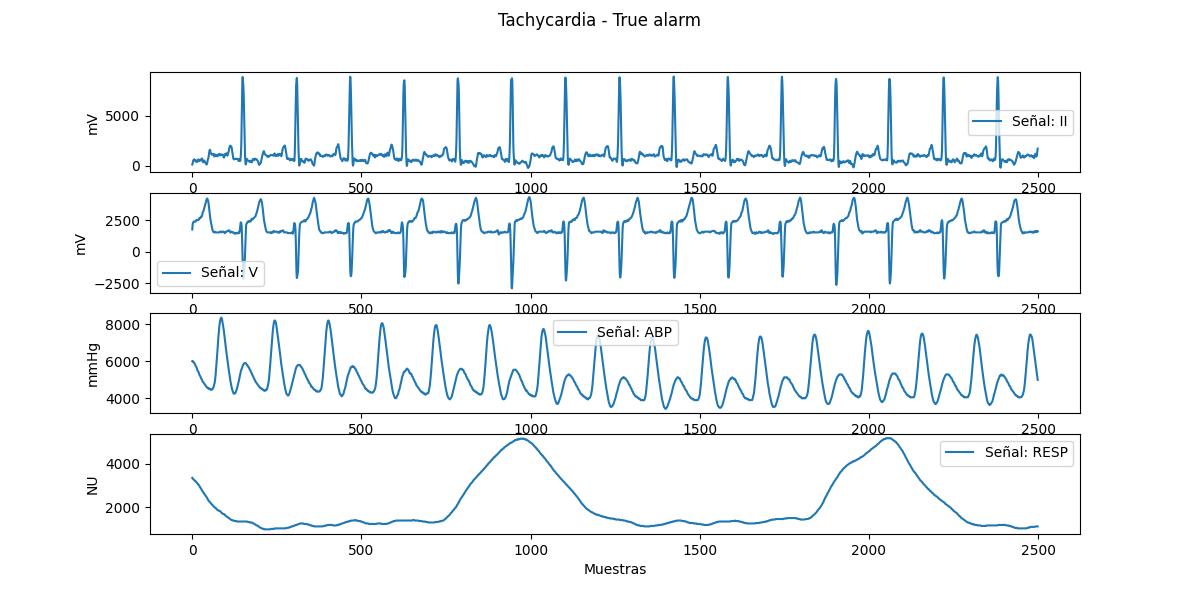 Tachycardia - True alarm
mV
5000
0
Señal: II
0 500 1000 1500 2000 2500
mV
2500
0
−2500
Señal: V
0 500 1000 1500 2000 2500
mmHg
8000
6000
4000
Señal: ABP
0 500 1000 1500 2000 2500
NU
4000
2000
Señal: RESP
0 500 1000 1500 2000 2500
Muestras